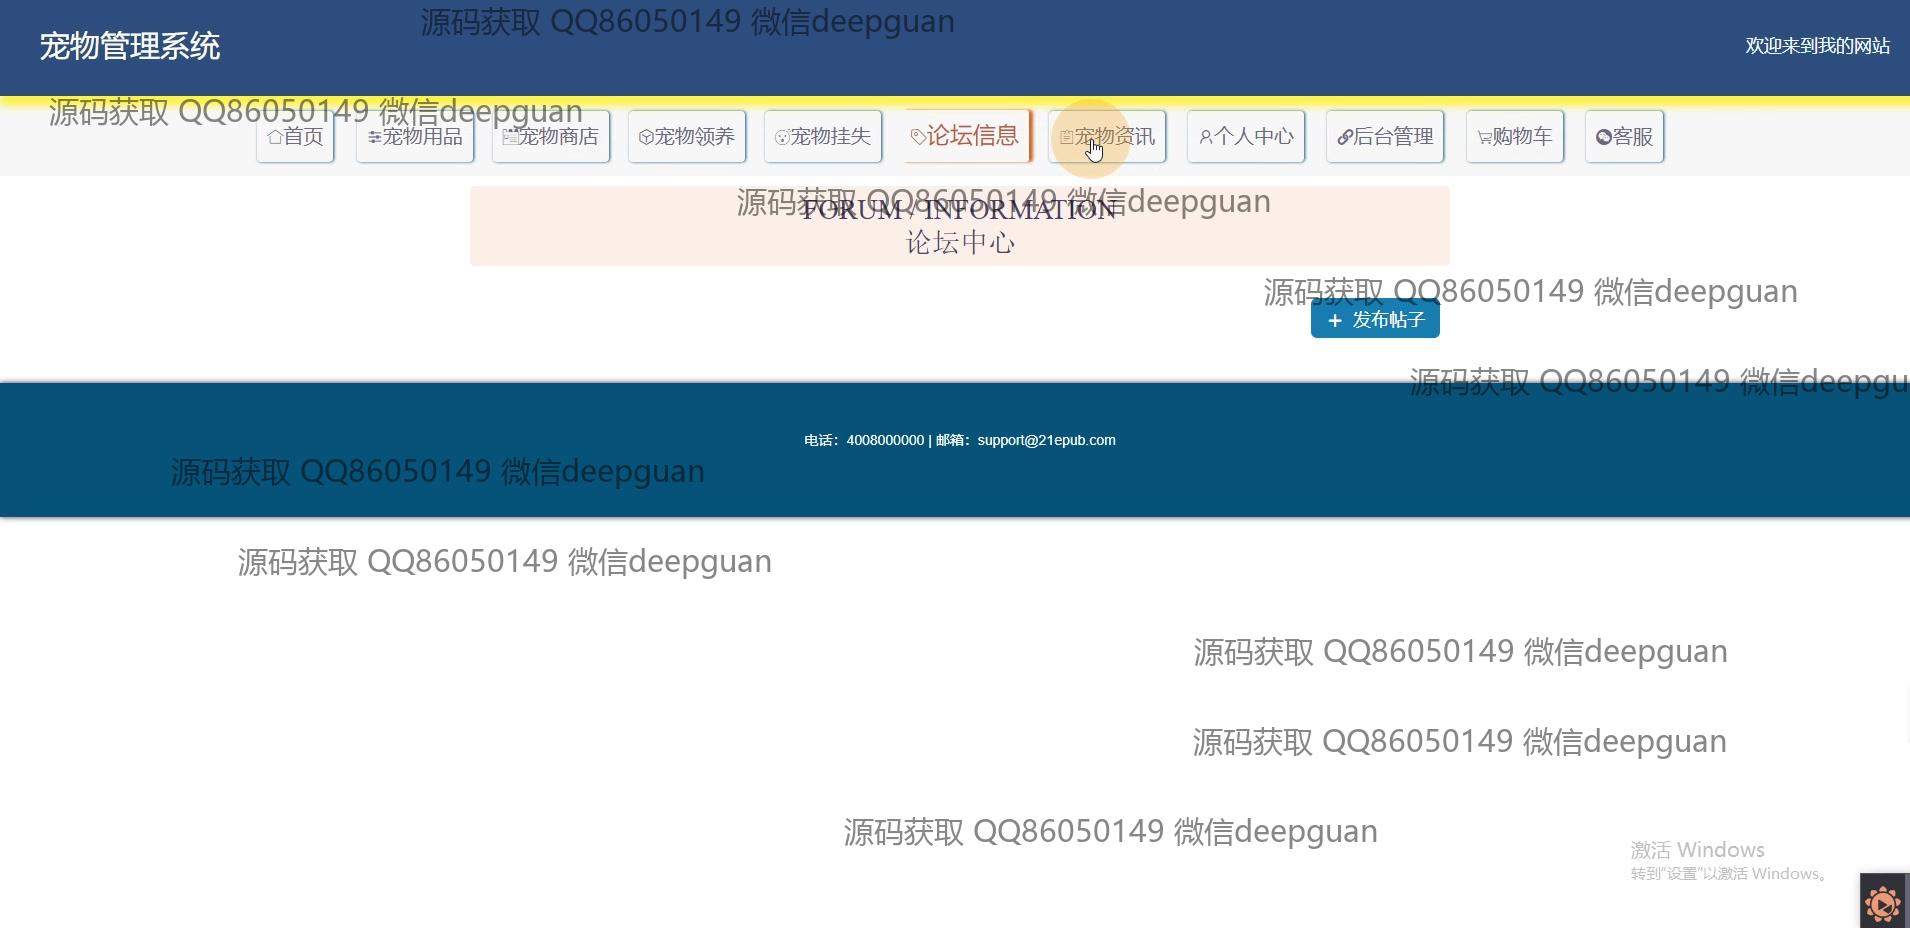 源码获取 QQ86050149 微信deepguan
宠物管理系统
欢迎来到我的网站
源码获取 QQ86050149 微信deepguan
首页
宠物用品
宠物商店
宠物领养
宠物挂失
论坛信息
宠物资讯
个人中心
后台管理
购物车
客服
源码获取 QQ86050149 微信deepguan
FORUM / INFORMATION
论坛中心
源码获取 QQ86050149 微信deepguan
+ 发布帖子
源码获取 QQ86050149 微信deepgu
电话：4008000000 | 邮箱：support@21epub.com
源码获取 QQ86050149 微信deepguan
源码获取 QQ86050149 微信deepguan
源码获取 QQ86050149 微信deepguan
源码获取 QQ86050149 微信deepguan
源码获取 QQ86050149 微信deepguan
激活 Windows
转到“设置”以激活 Windows。